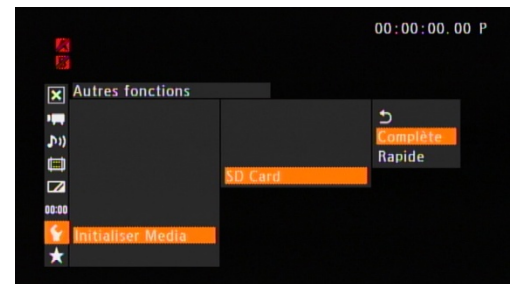 00:00:00.00 P
Autres fonctions
Complète
Rapide
SD Card
00:00
Initialiser Media